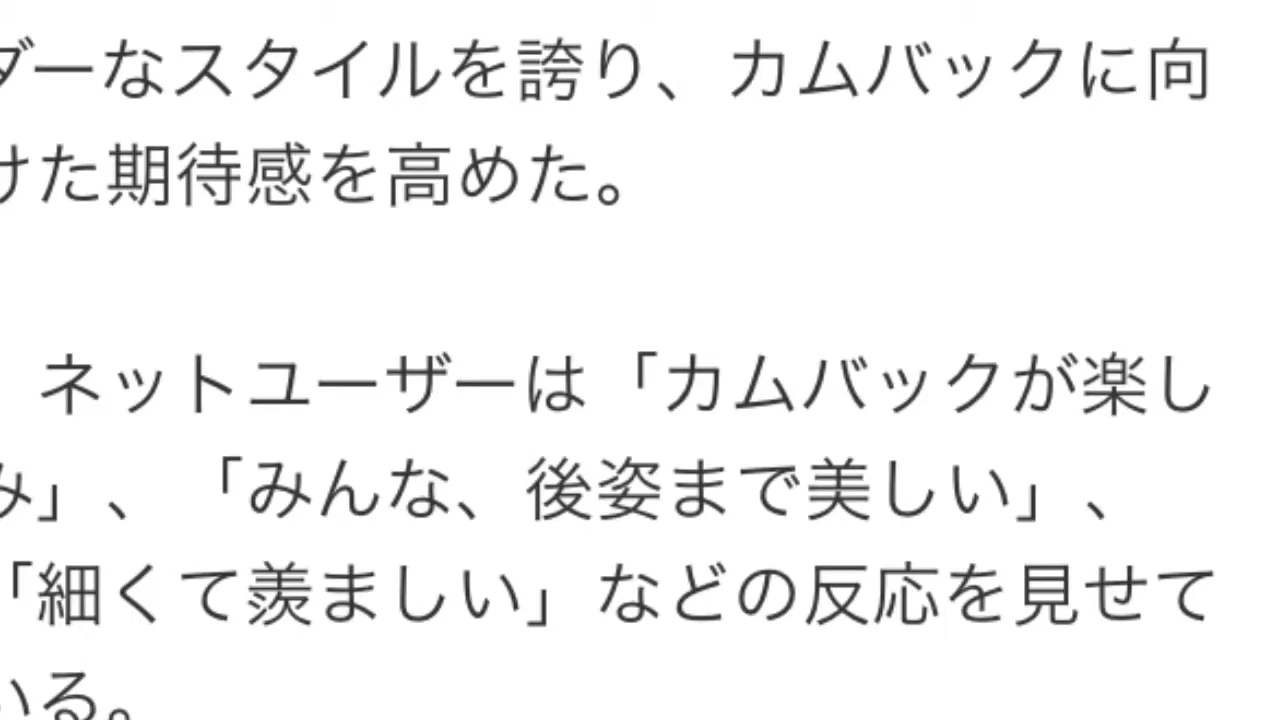 ダーなスタイルを誇り、カムバックに向
けた期待感を高めた。
ネットユーザーは「カムバックが楽し
み」、「みんな、後姿まで美しい」、
「細くて羨ましい」などの反応を見せて
いる。